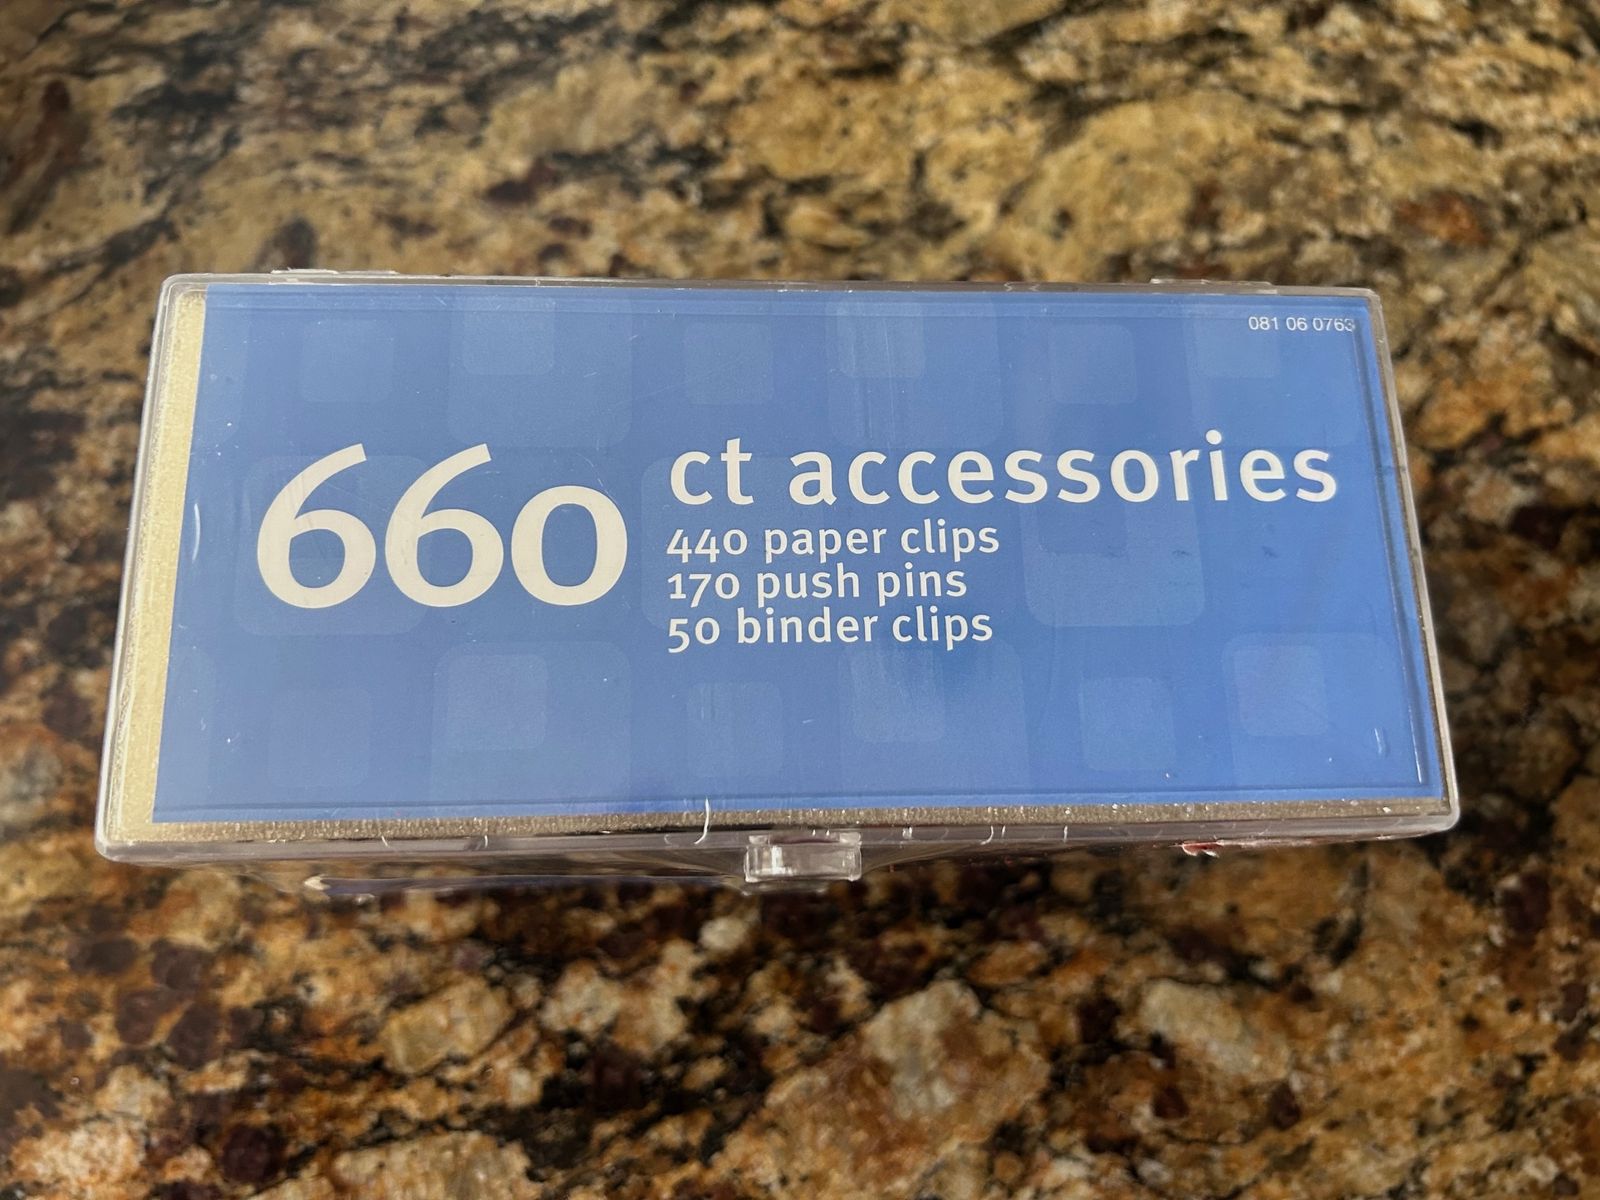 081 06 0763
660 ct accessories
440 paper clips
170 push pins
50 binder clips